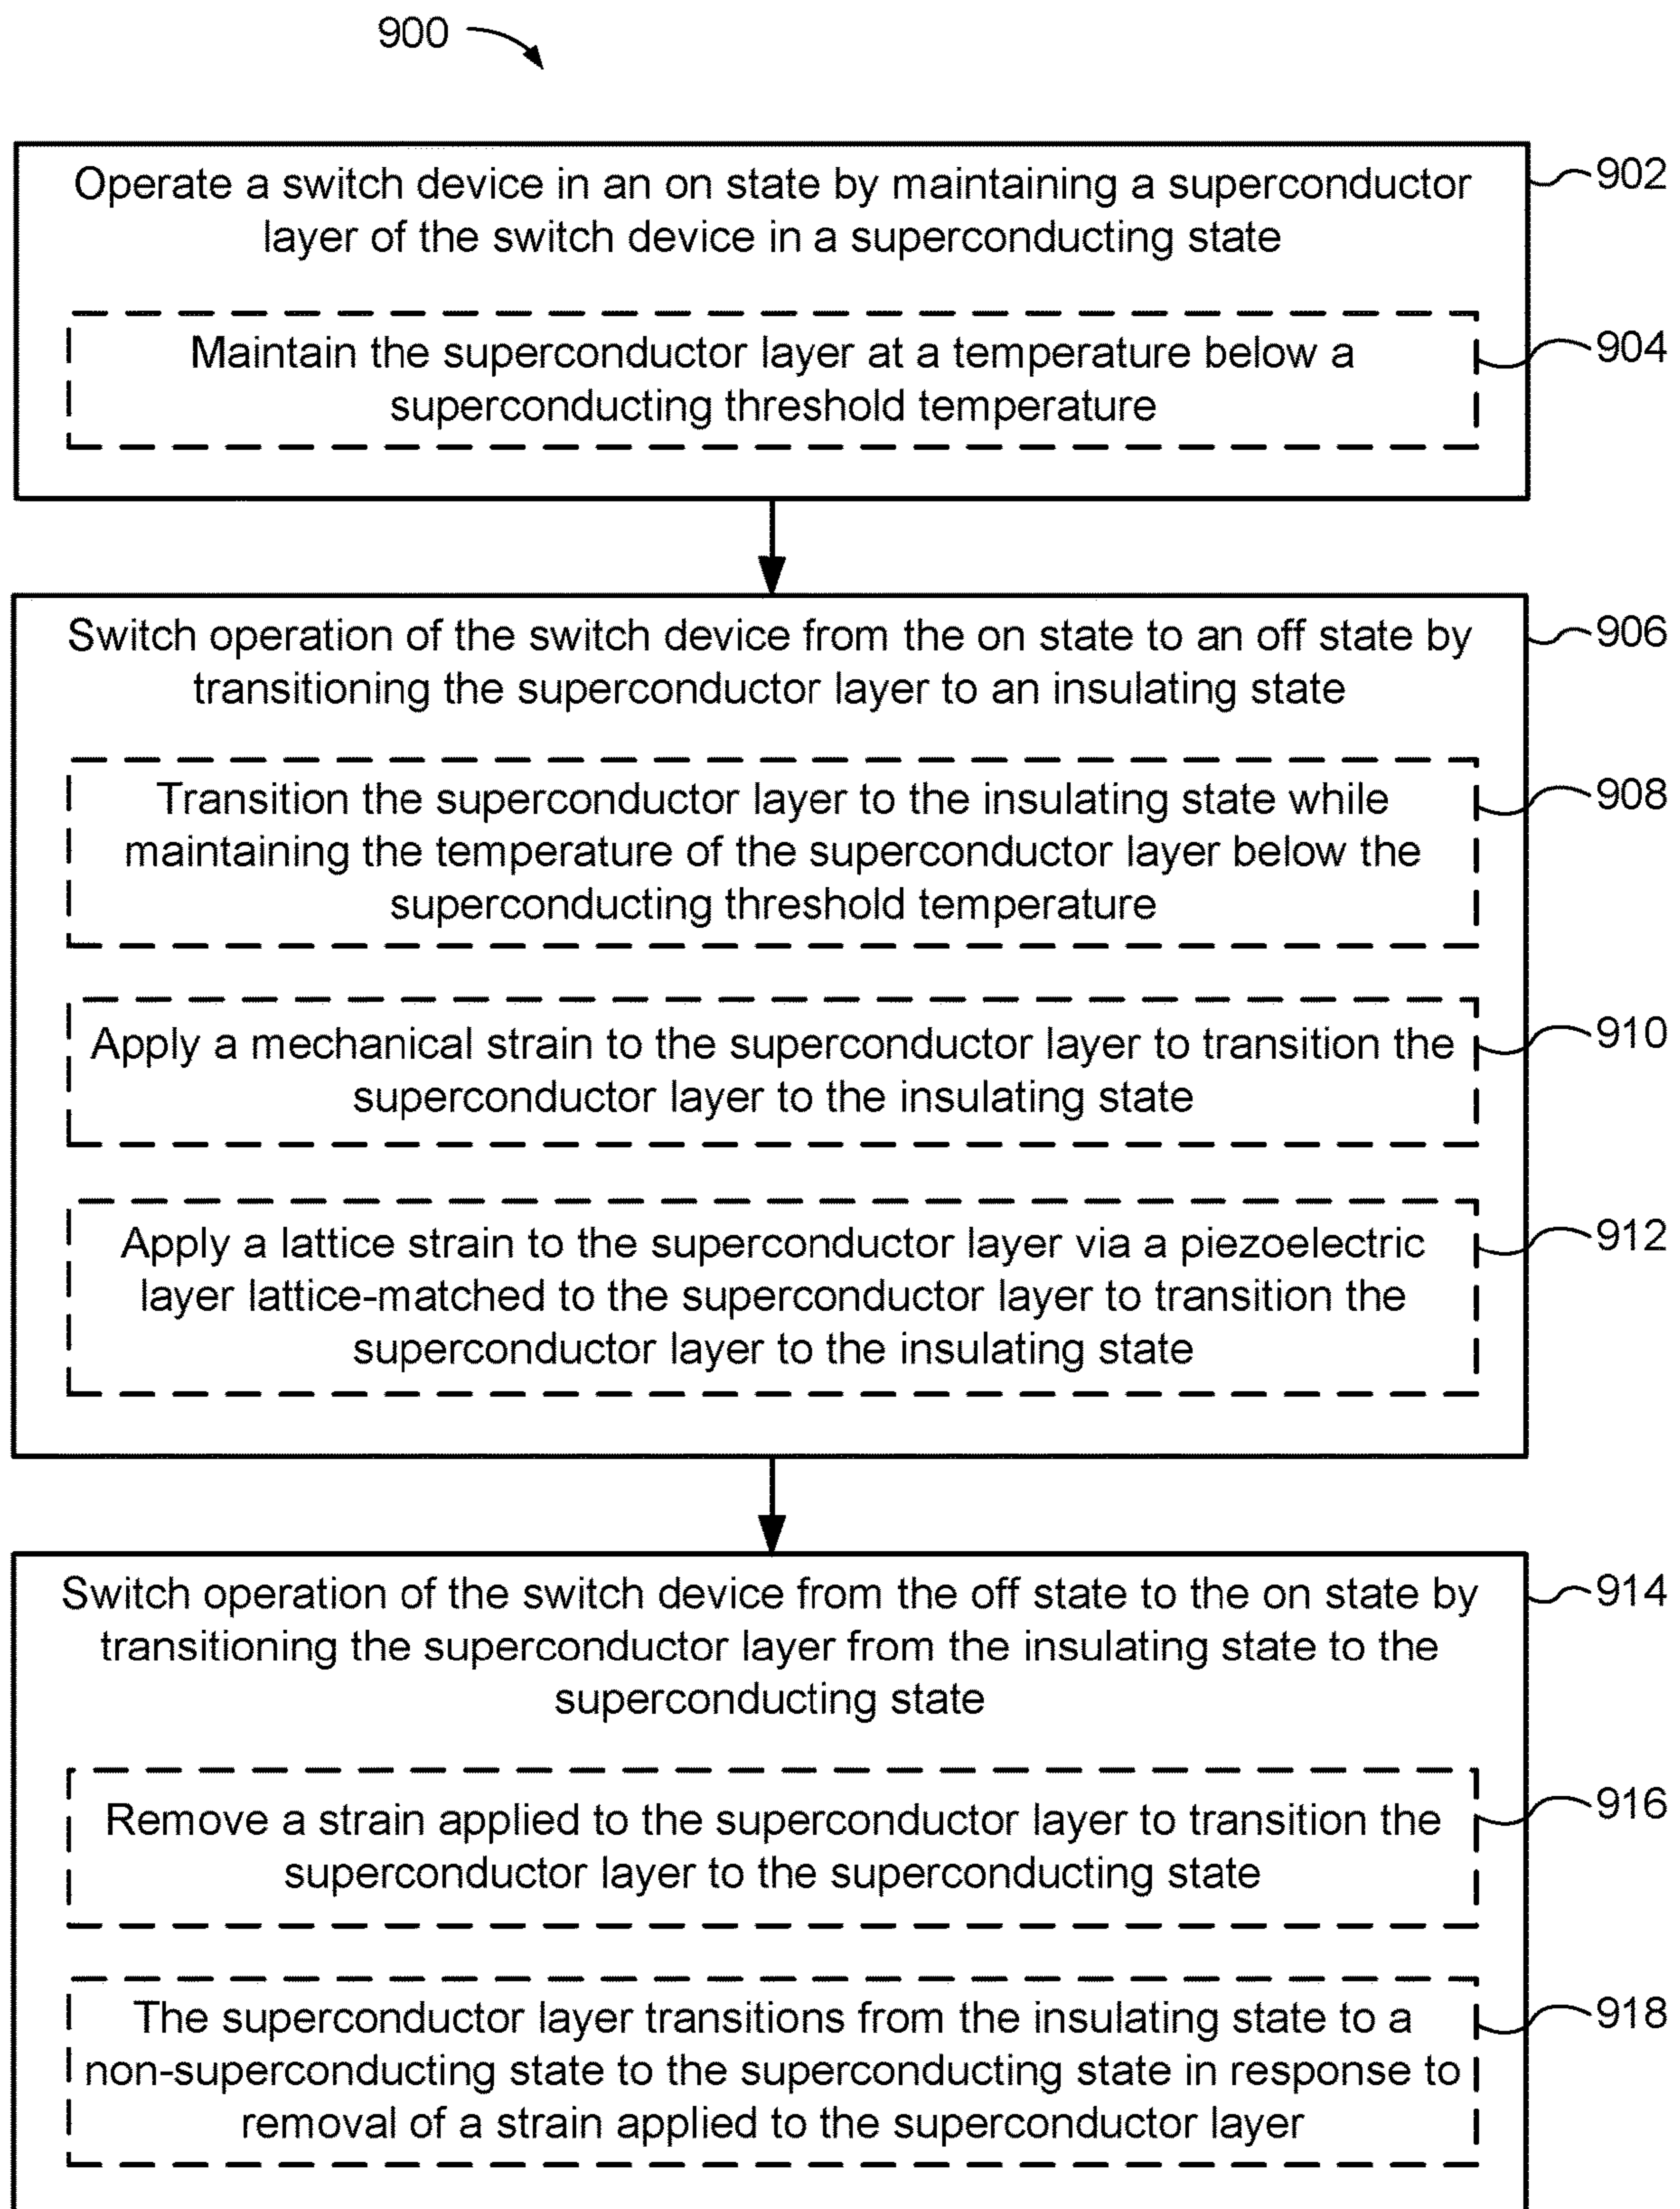 900
Operate a switch device in an on state by maintaining a superconductor
layer of the switch device in a superconducting state
902
Maintain the superconductor layer at a temperature below a
superconducting threshold temperature
904
Switch operation of the switch device from the on state to an off state by
transitioning the superconductor layer to an insulating state
906
Transition the superconductor layer to the insulating state while
maintaining the temperature of the superconductor layer below the
superconducting threshold temperature
908
Apply a mechanical strain to the superconductor layer to transition the
superconductor layer to the insulating state
910
Apply a lattice strain to the superconductor layer via a piezoelectric
layer lattice-matched to the superconductor layer to transition the
superconductor layer to the insulating state
912
Switch operation of the switch device from the off state to the on state by
transitioning the superconductor layer from the insulating state to the
superconducting state
914
Remove a strain applied to the superconductor layer to transition the
superconductor layer to the superconducting state
916
The superconductor layer transitions from the insulating state to a
non-superconducting state to the superconducting state in response to
removal of a strain applied to the superconductor layer
918